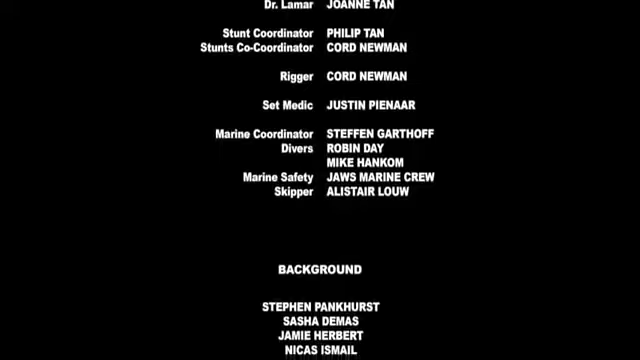 Dr. Lamar JOANNE TAN
Stunt Coordinator PHILIP TAN
Stunts Co-Coordinator CORD NEWMAN
Rigger CORD NEWMAN
Set Medic JUSTIN PIENAAR
Marine Coordinator STEFFEN GARTHOFF
Divers ROBIN DAY
MIKE HANKOM
Marine Safety JAWS MARINE CREW
Skipper ALISTAIR LOUW
BACKGROUND
STEPHEN PANKHURST
SASHA DEMAS
JAMIE HERBERT
NICAS ISMAIL